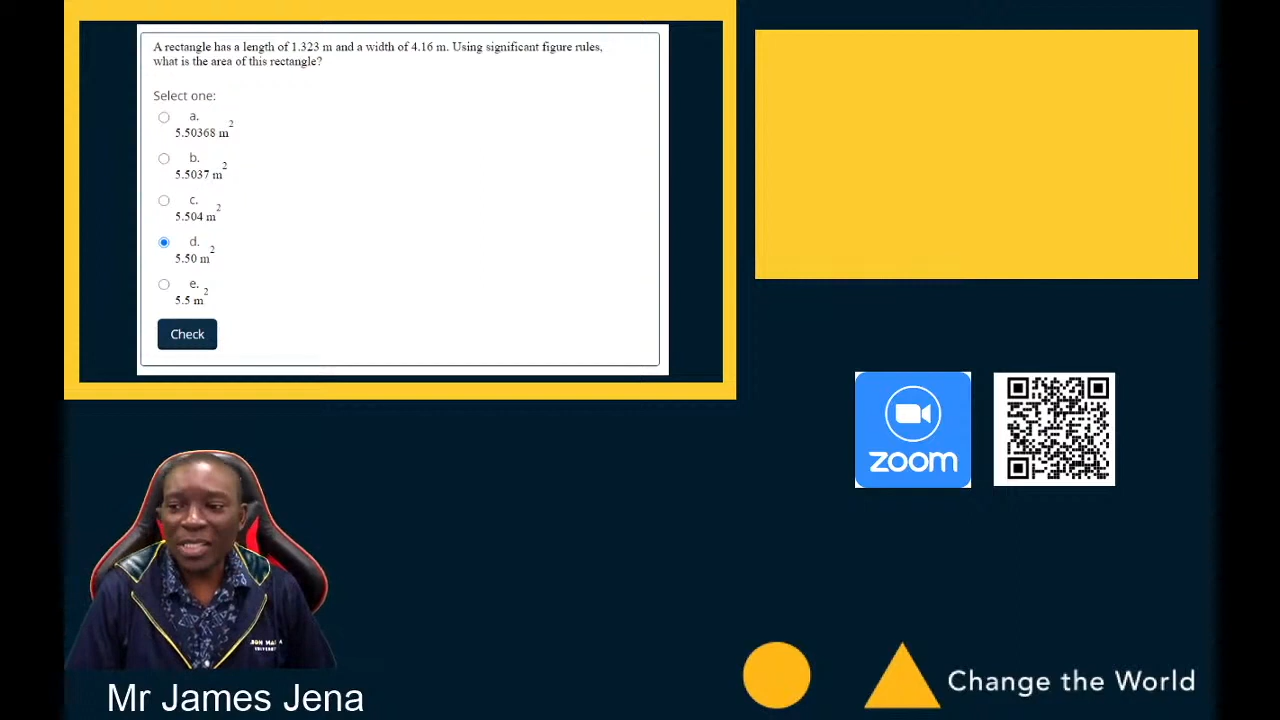 A rectangle has a length of 1.323 m and a width of 4.16 m. Using significant figure rules,
what is the area of this rectangle?
Select one:
a.
5.50368 m²
b.
5.5037 m²
c.
5.504 m²
d.
5.50 m²
e.
5.5 m²
Check
zoom
Mr James Jena
Change the World